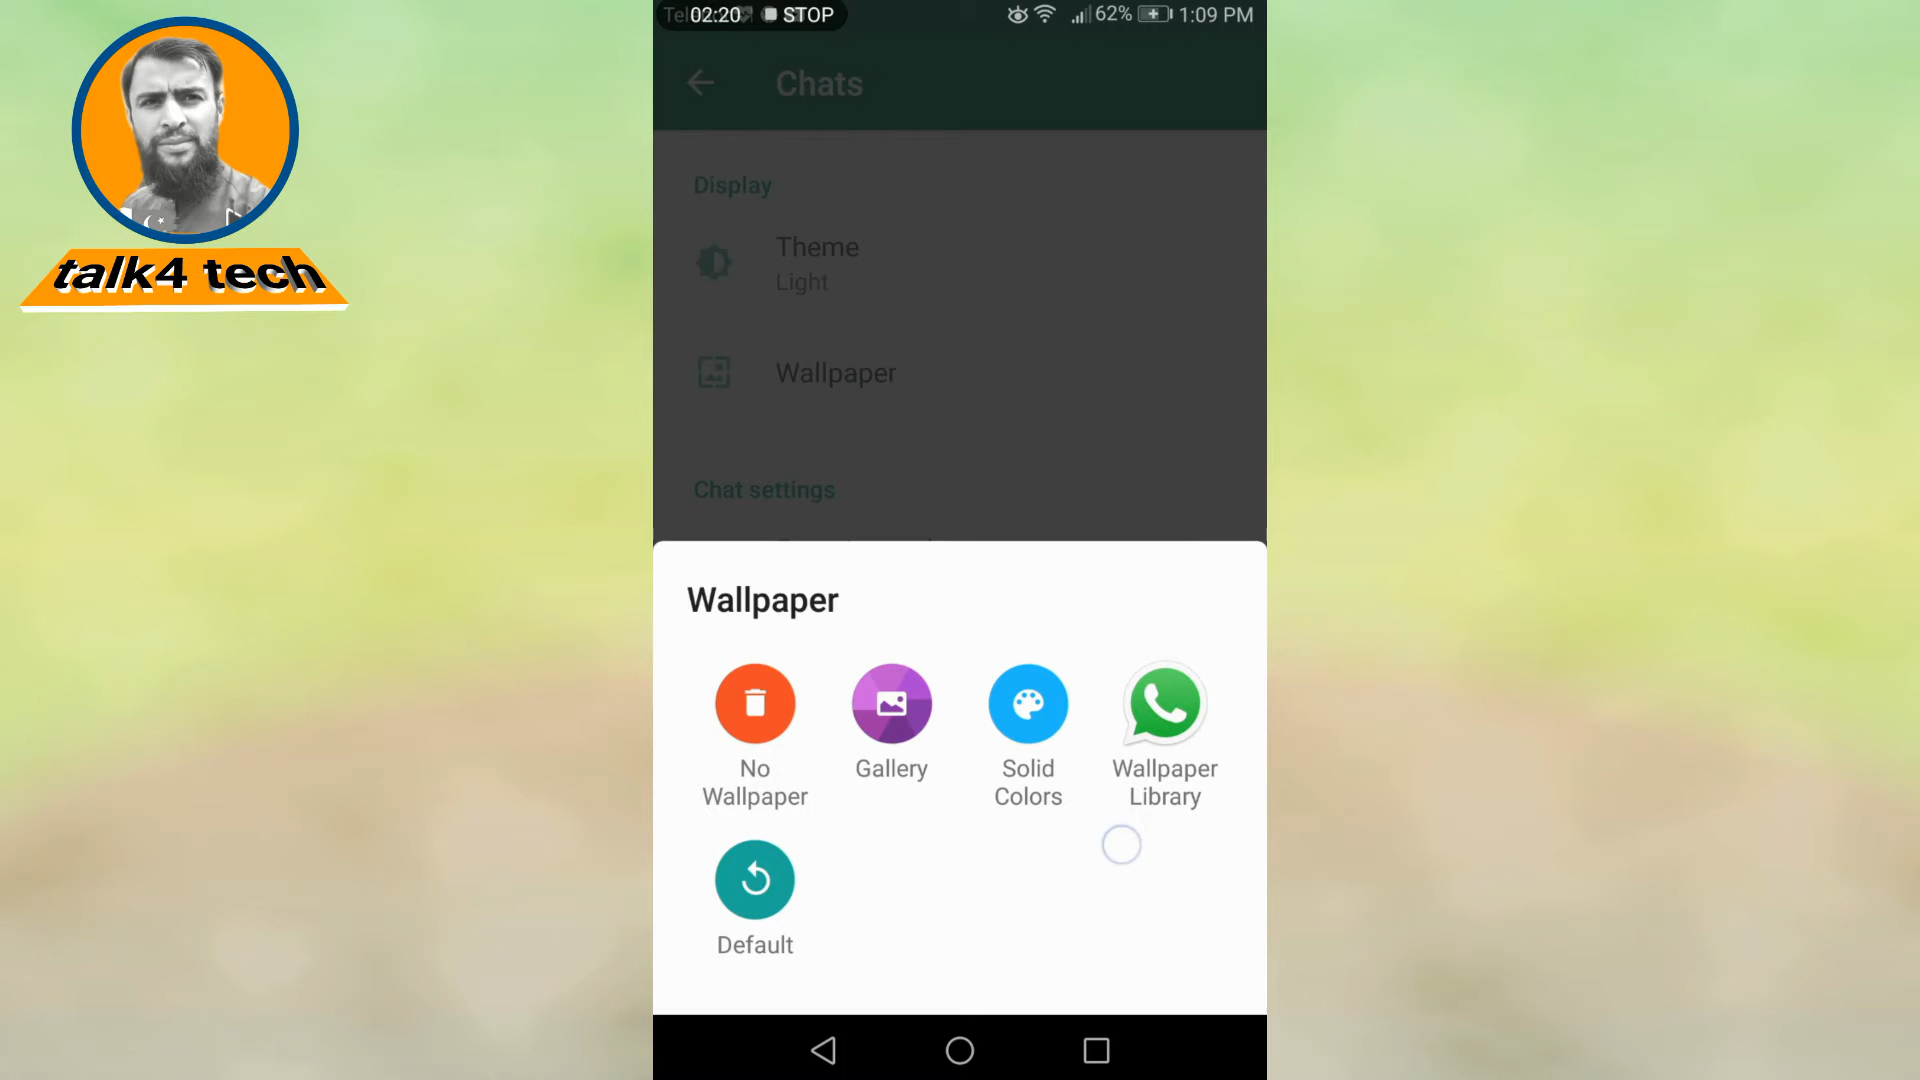 talk4 tech
02:20 STOP 62% 1:09 PM
Chats
Display
Theme
Light
Wallpaper
Chat settings
Wallpaper
No Wallpaper
Gallery
Solid Colors
Wallpaper Library
Default